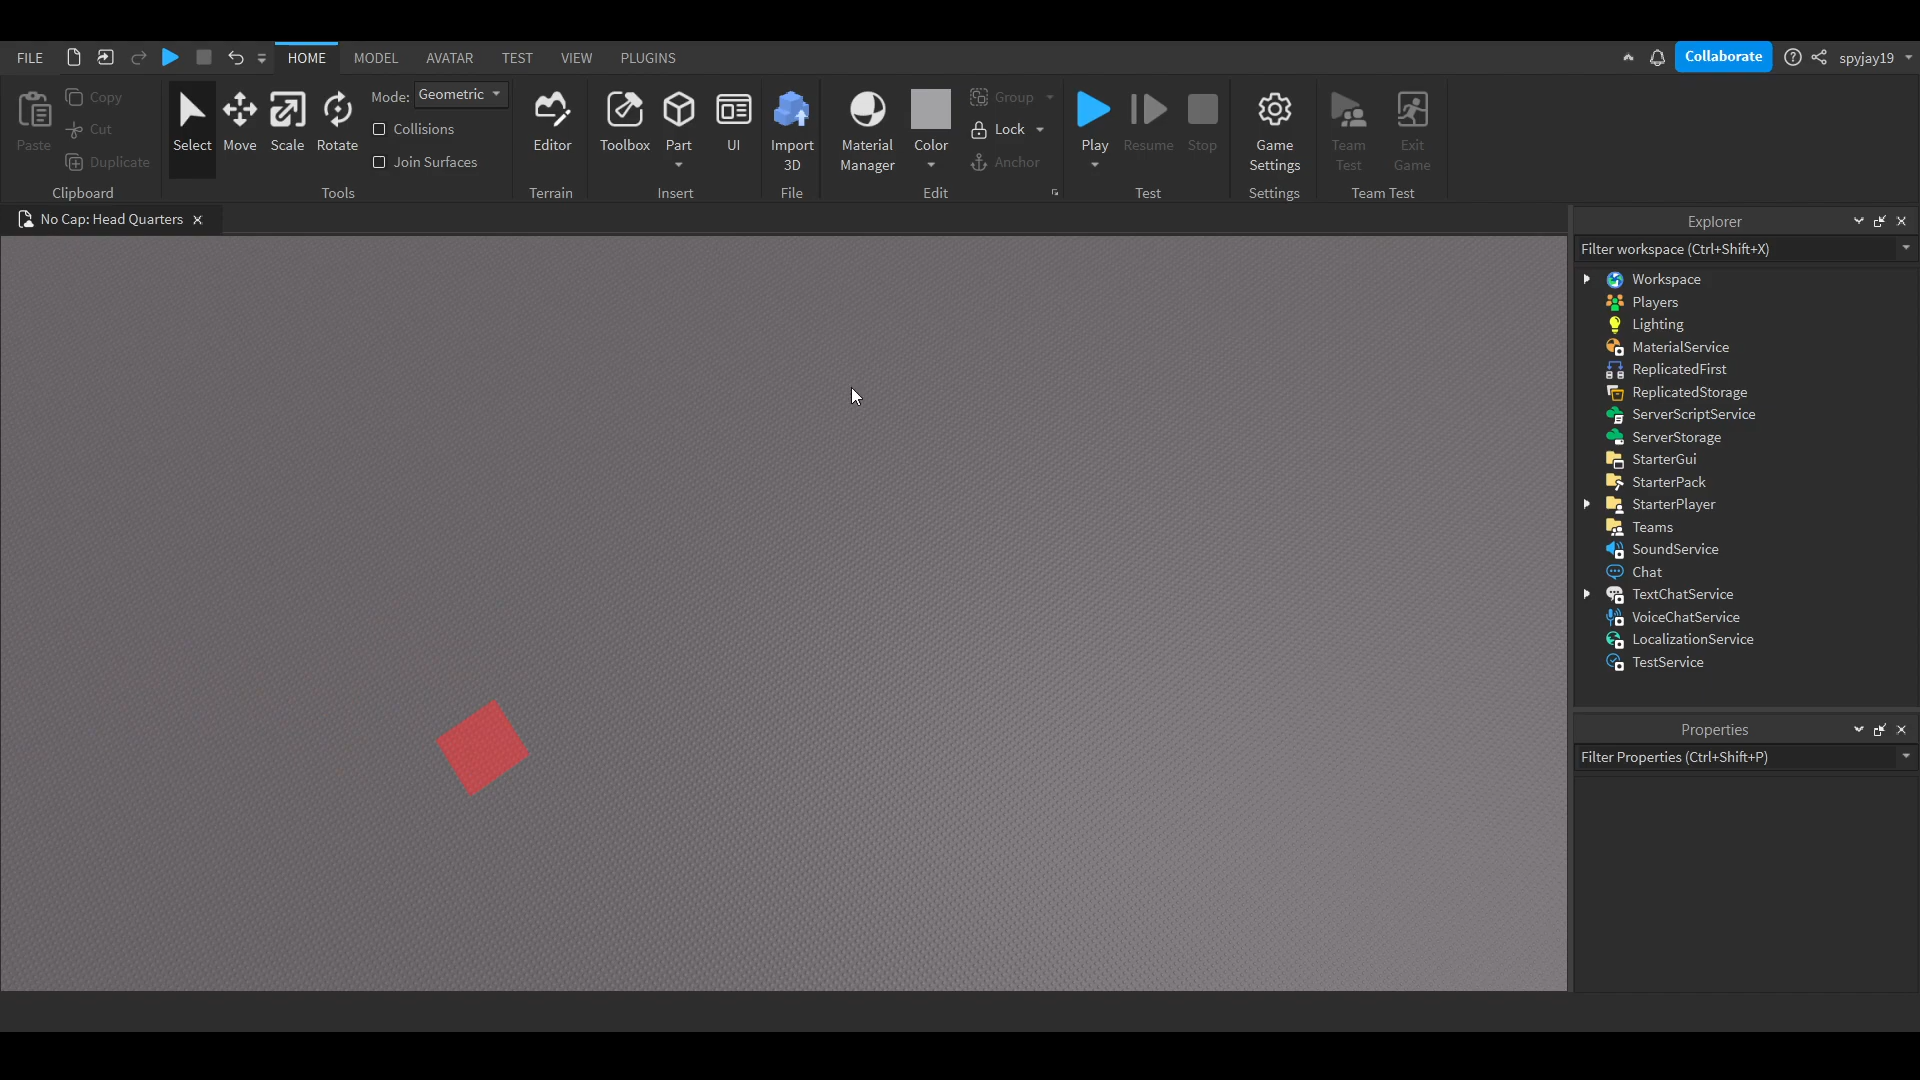 FILE HOME MODEL AVATAR TEST VIEW PLUGINS Collaborate spyjay19
Paste Copy Cut Duplicate Clipboard
Select Move Scale Rotate Mode: Geometric Collisions Join Surfaces Tools
Editor Terrain
Toolbox Part UI Insert
Import 3D File
Material Manager Color Group Lock Anchor Edit
Play Resume Stop Test
Game Settings Settings
Team Test Exit Game Team Test
No Cap: Head Quarters
Explorer
Filter workspace (Ctrl+Shift+X)
Workspace
Players
Lighting
MaterialService
ReplicatedFirst
ReplicatedStorage
ServerScriptService
ServerStorage
StarterGui
StarterPack
StarterPlayer
Teams
SoundService
Chat
TextChatService
VoiceChatService
LocalizationService
TestService
Properties
Filter Properties (Ctrl+Shift+P)